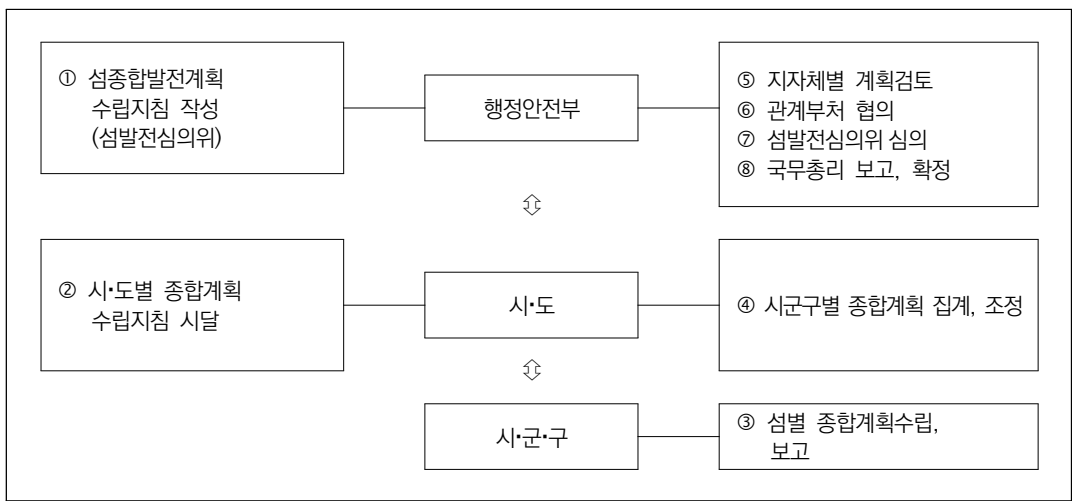 ① 섬종합발전계획
수립지침 작성
(섬발전심의위)
행정안전부
⑤ 지자체별 계획검토
⑥ 관계부처 협의
⑦ 섬발전심의위 심의
⑧ 국무총리 보고, 확정
② 시·도별 종합계획
수립지침 시달
시·도
④ 시군구별 종합계획 집계, 조정
시·군·구
③ 섬별 종합계획수립,
보고